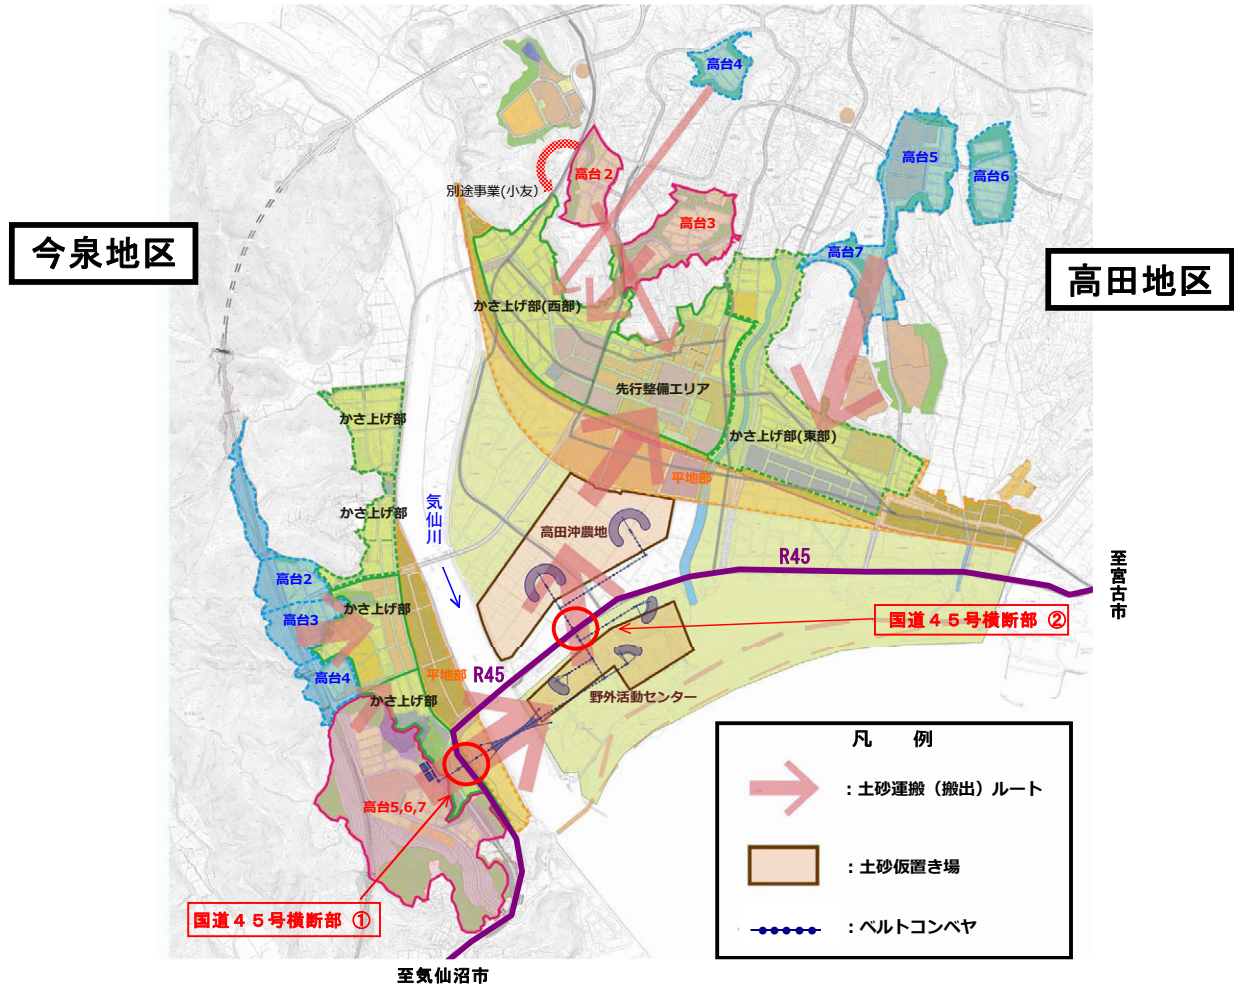 高台4
高台5
高台6
高台２
別途事業(小友)
高台3
今泉地区
高台7
高田地区
かさ上げ部(西部)
先行整備エリア
かさ上げ部
かさ上げ部(東部)
平地部
かさ上げ部
気仙川
高田沖農地
R45
至宮古市
高台2
かさ上げ部
高台3
国道４５号横断部 ②
高台4
平地部
R45
かさ上げ部
野外活動センター
凡 例
：土砂運搬（搬出）ルート
高台5,6,7
：土砂仮置き場
国道４５号横断部 ①
：ベルトコンベヤ
至気仙沼市